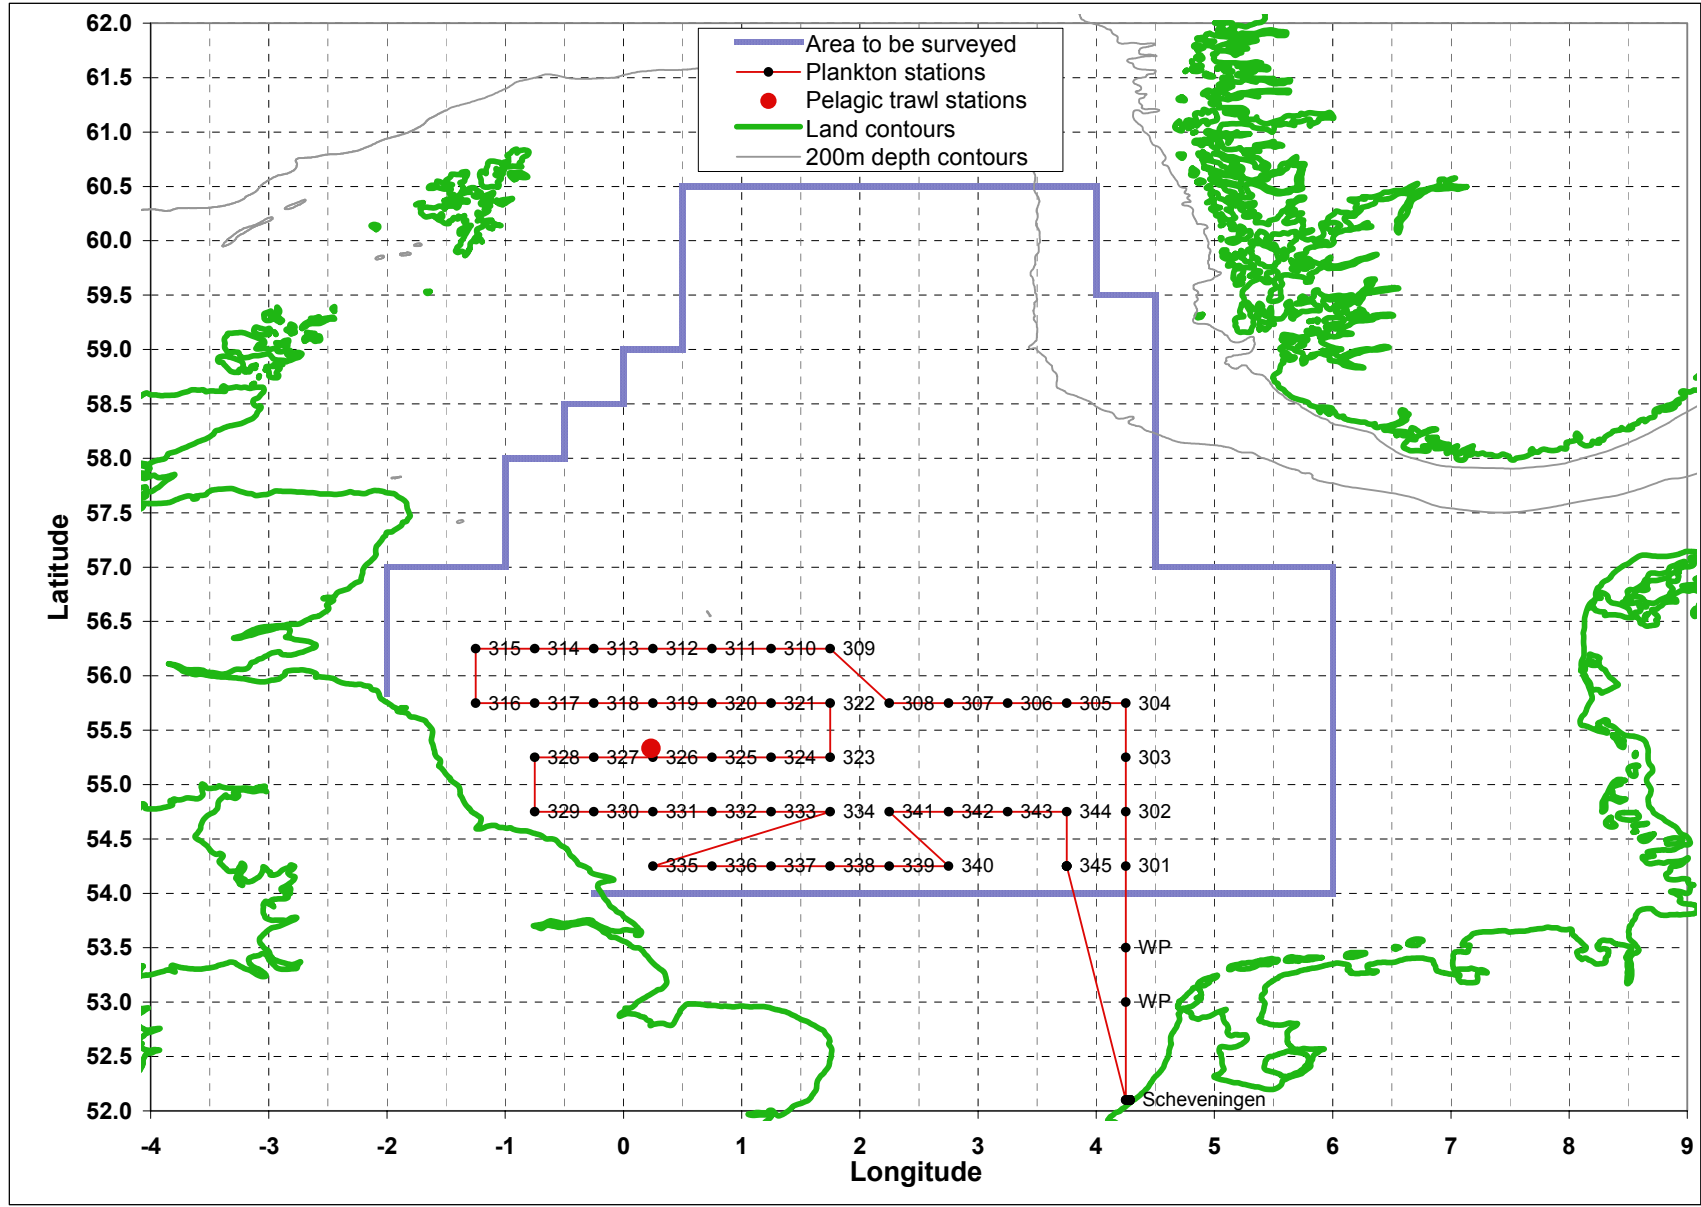 62.0
Area to be surveyed
61.5
Plankton stations
Pelagic trawl stations
61.0
Land contours
200m depth contours
60.5
60.0
59.5
59.0
58.5
58.0
57.5
57.0
Latitude
56.5
315 314 313 312 311 310 309
56.0
316 317 318 319 320 321 322 308 307 306 305 304
55.5
328 327 326 325 324 323 303
55.0
329 330 331 332 333 334 341 342 343 344 302
54.5
335 336 337 338 339 340 345 301
54.0
53.5 WP
53.0 WP
52.5
52.0 Scheveningen
-4 -3 -2 -1 0 1 2 3 4 5 6 7 8 9
Longitude